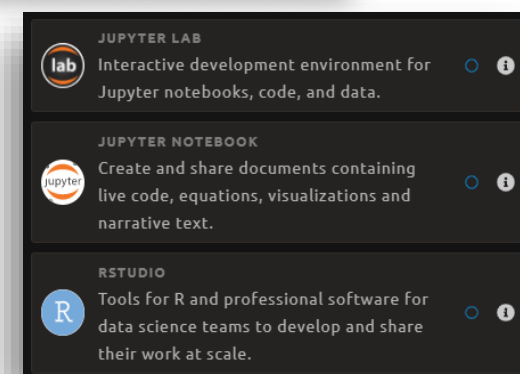 lab
JUPYTER LAB
Interactive development environment for
Jupyter notebooks, code, and data.
jupyter
JUPYTER NOTEBOOK
Create and share documents containing
live code, equations, visualizations and
narrative text.
R
RSTUDIO
Tools for R and professional software for
data science teams to develop and share
their work at scale.